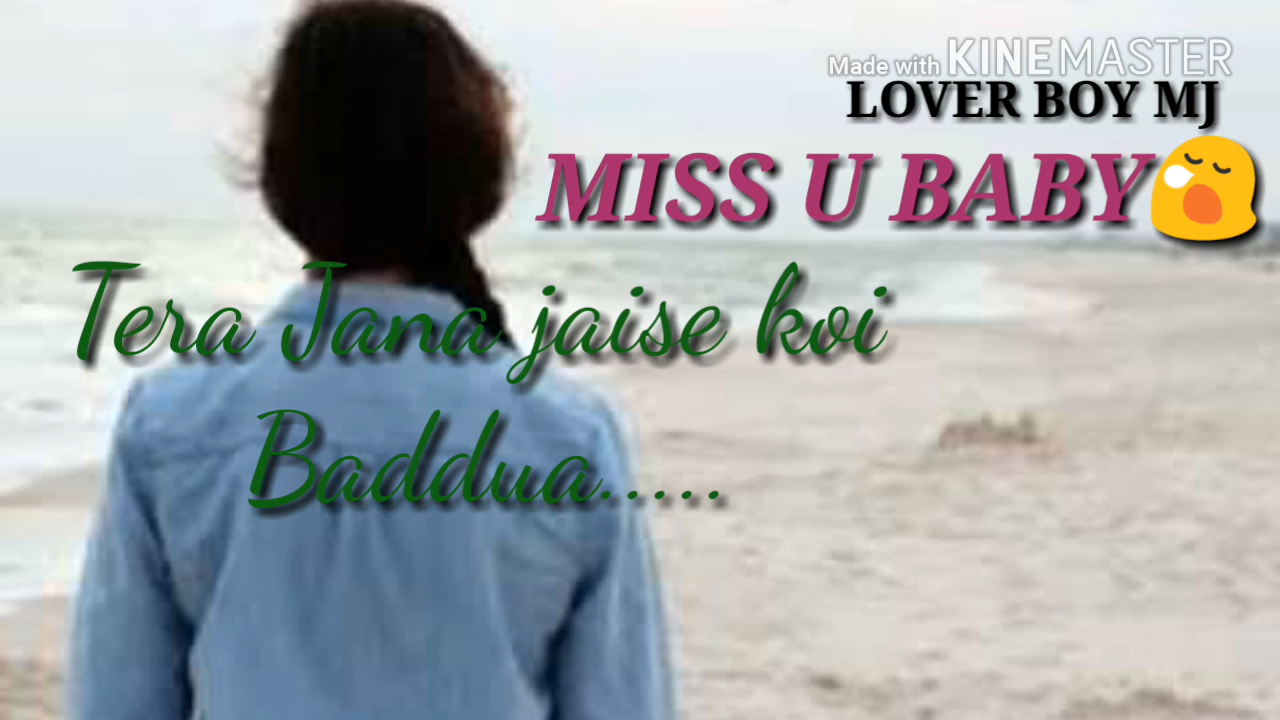 Made with KINEMASTER
LOVER BOY MJ
MISS U BABY
Tera Jana jaise koi
Baddua.....